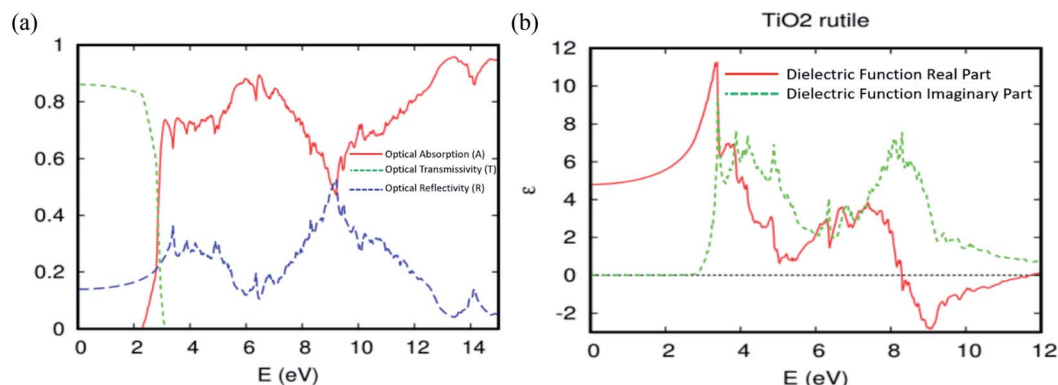 (a)
1
0.8
0.6
0.4
0.2
0
Optical Absorption (A)
Optical Transmissivity (T)
Optical Reflectivity (R)
0 2 4 6 8 10 12 14
E (eV)
(b)
TiO2 rutile
12
10
8
6
4
2
0
-2
ε
Dielectric Function Real Part
Dielectric Function Imaginary Part
0 2 4 6 8 10 12
E (eV)